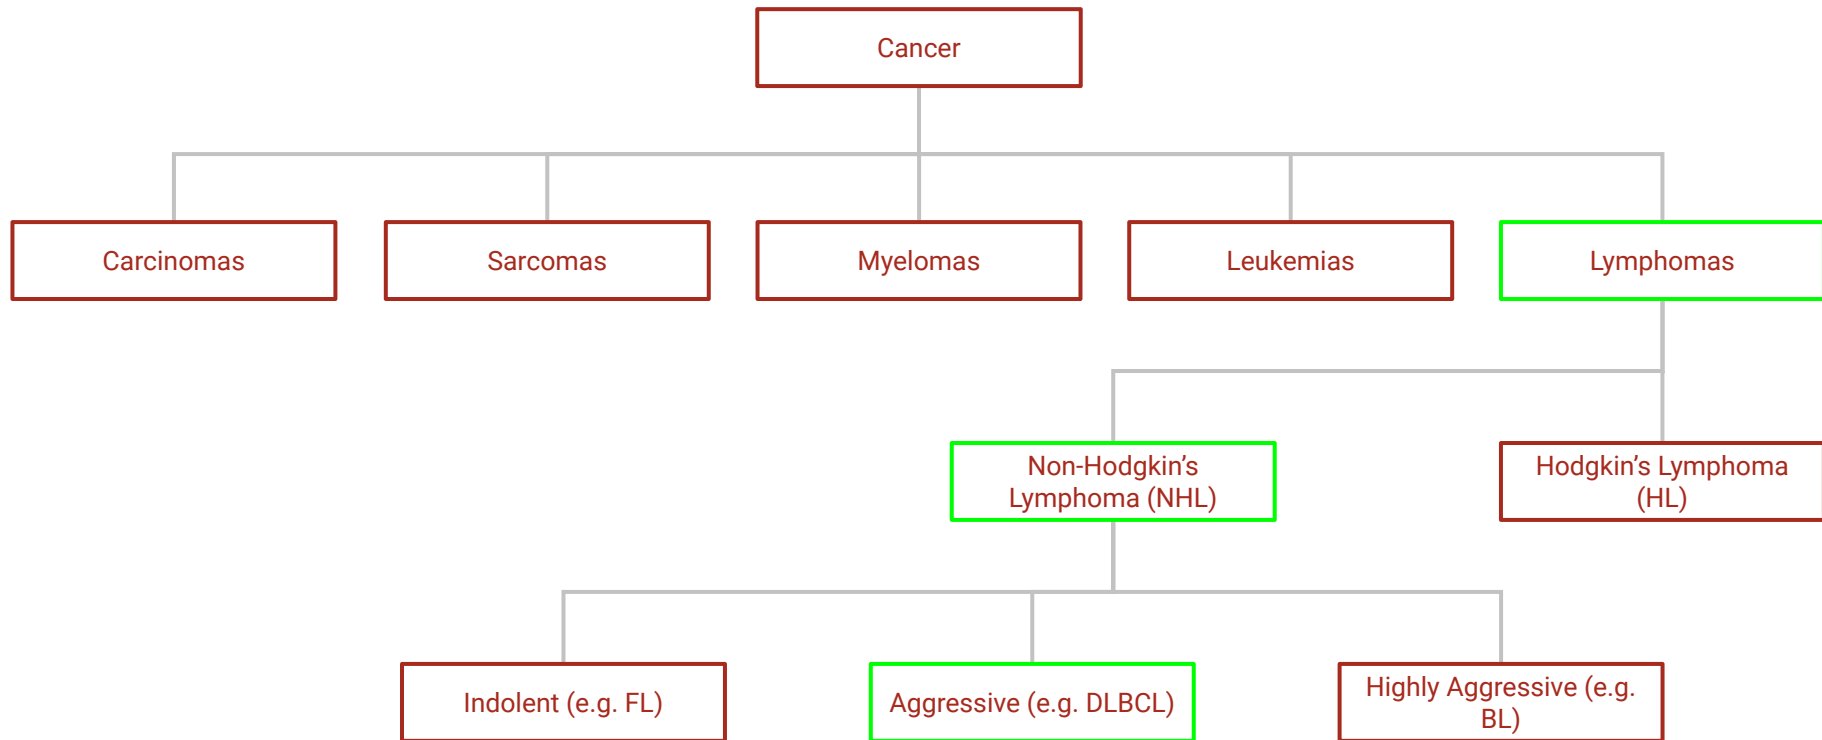 Cancer
Carcinomas
Sarcomas
Myelomas
Leukemias
Lymphomas
Non-Hodgkin’s
Lymphoma (NHL)
Hodgkin’s Lymphoma
(HL)
Indolent (e.g. FL)
Aggressive (e.g. DLBCL)
Highly Aggressive (e.g.
BL)